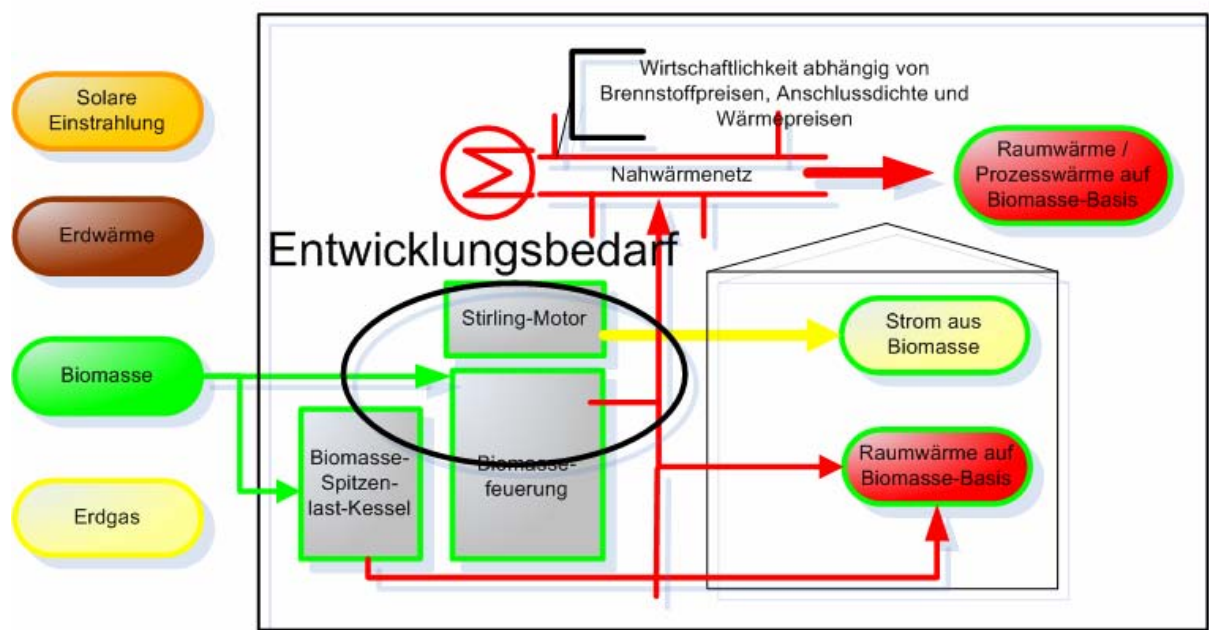 Solare
Einstrahlung
Erdwärme
Biomasse
Erdgas
Wirtschaftlichkeit abhängig von
Brennstoffpreisen, Anschlussdichte und
Wärmepreisen
Nahwärmenetz
Raumwärme /
Prozesswärme auf
Biomasse-Basis
Entwicklungsbedarf
Stirling-Motor
Strom aus
Biomasse
Biomasse-
Spitzen-
last-Kessel
Biomasse-
feuerung
Raumwärme auf
Biomasse-Basis